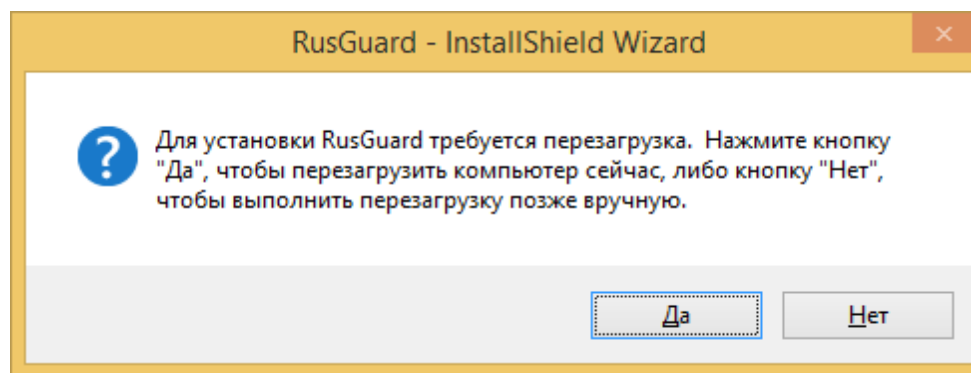 RusGuard - InstallShield Wizard
Для установки RusGuard требуется перезагрузка.  Нажмите кнопку
"Да", чтобы перезагрузить компьютер сейчас, либо кнопку "Нет",
чтобы выполнить перезагрузку позже вручную.
Да
Нет